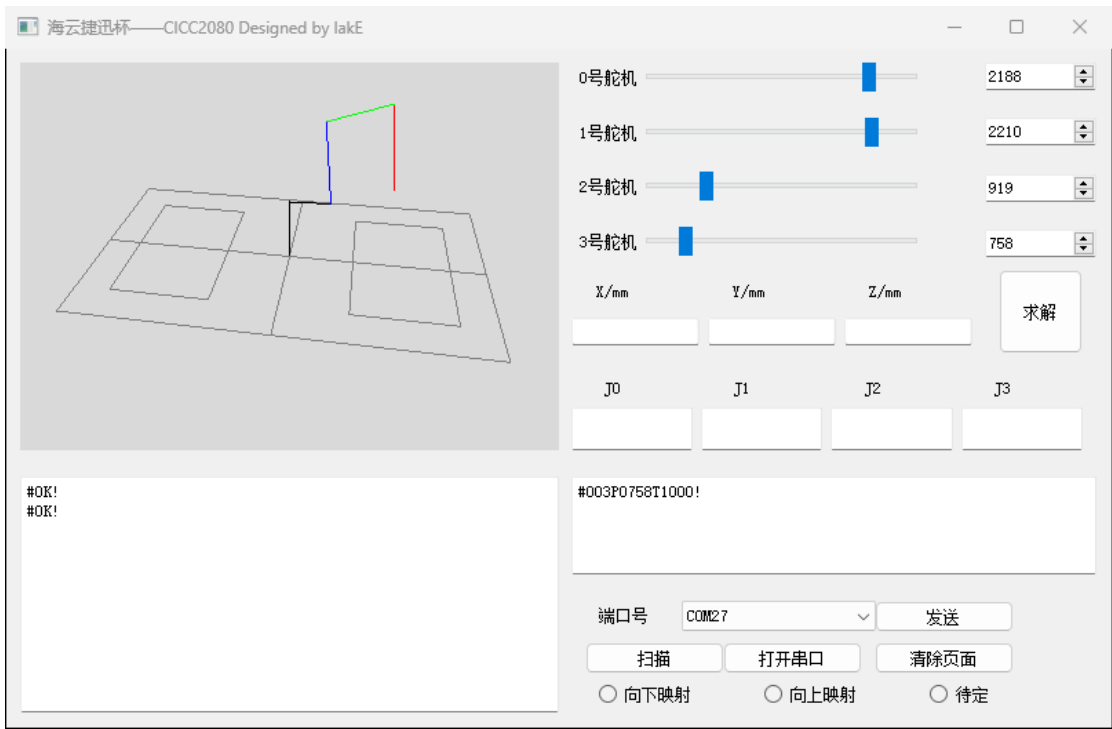 海云捷迅杯——CICC2080 Designed by lakE
0号舵机 2188
1号舵机 2210
2号舵机 919
3号舵机 758
X/mm Y/mm Z/mm
求解
J0 J1 J2 J3
#OK!
#OK!
#003P0758T1000!
端口号 COM27 发送
扫描 打开串口 清除页面
向下映射 向上映射 待定